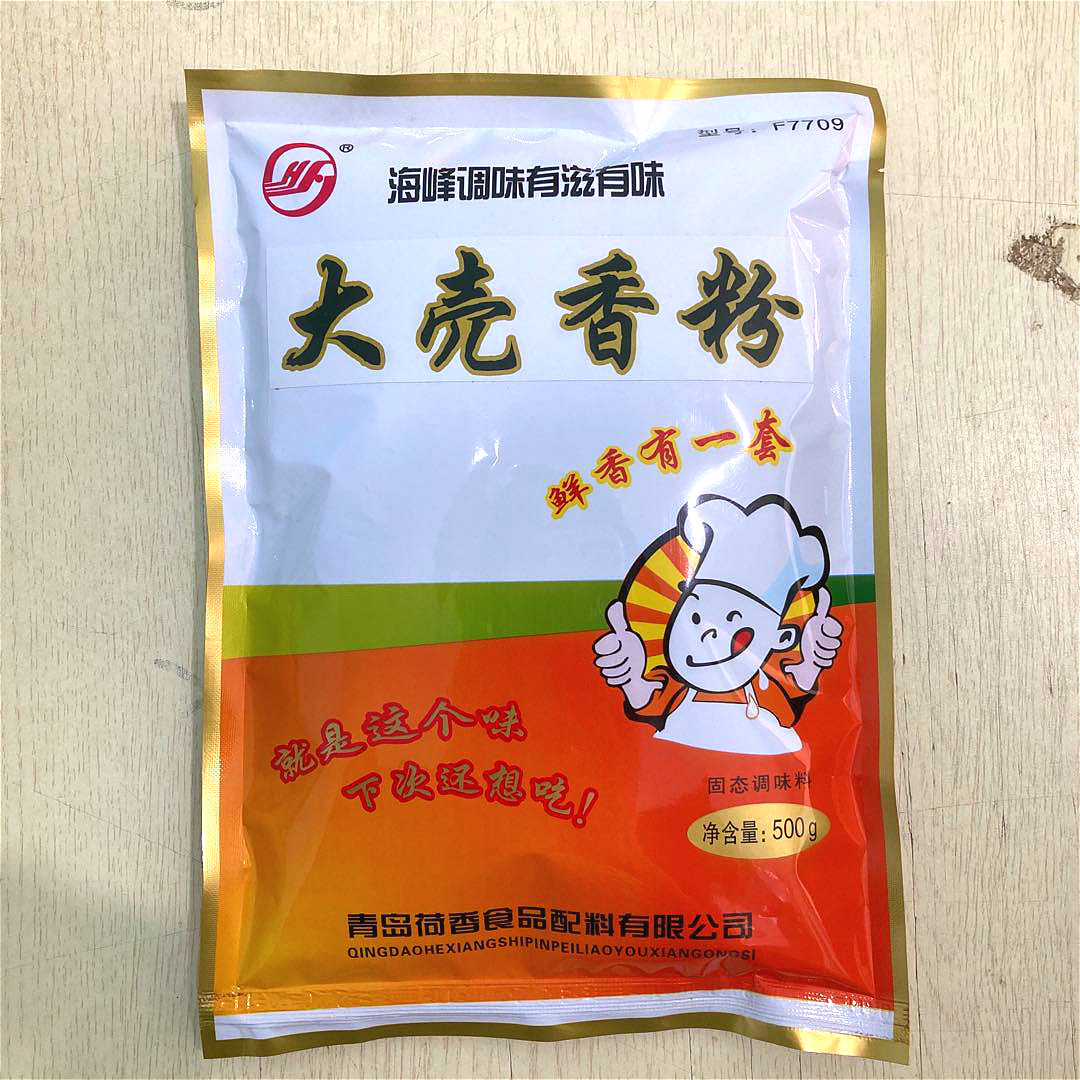 型号：F7709
HF®
海峰调味有滋有味
大壳香粉
鲜香有一套
就是这个味
下次还想吃！
固态调味料
净含量：500g
青岛荷香食品配料有限公司
QINGDAOHEXIANGSHIPINPEILIAOYOUXIANGONGSI